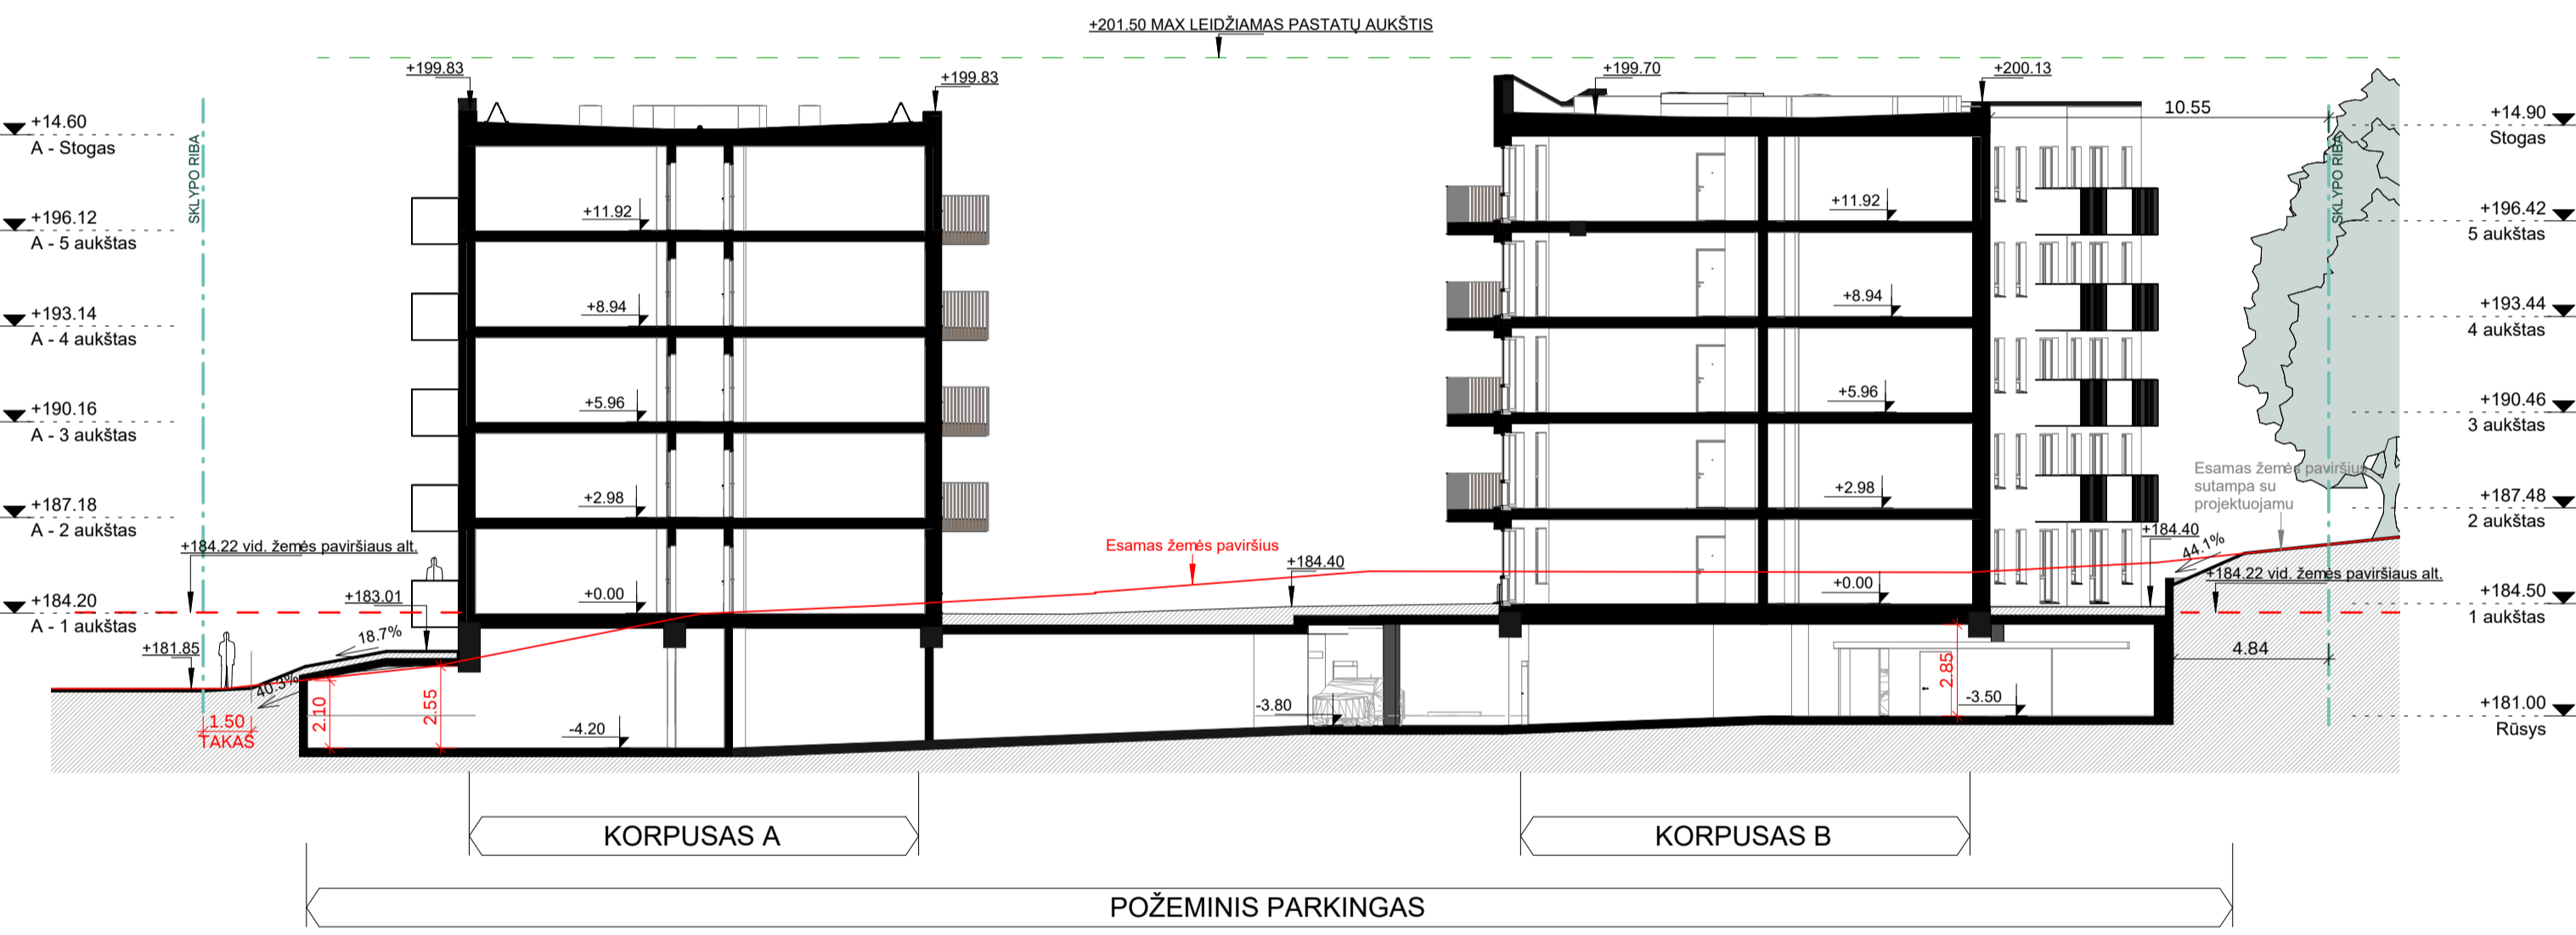 +201.50 MAX LEIDŽIAMAS PASTATŲ AUKŠTIS
+199.83
+199.83
+199.70
+200.13
10.55
+14.60
A - Stogas
+14.90
Stogas
SKLYPO RIBA
SKLYPO RIBA
+196.12
A - 5 aukštas
+11.92
+11.92
+196.42
5 aukštas
+193.14
A - 4 aukštas
+8.94
+8.94
+193.44
4 aukštas
+190.16
A - 3 aukštas
+5.96
+5.96
+190.46
3 aukštas
Esamas žemės paviršius
sutampa su
projektuojamu
+187.18
A - 2 aukštas
+2.98
+2.98
+187.48
2 aukštas
+184.22 vid. žemės paviršiaus alt.
Esamas žemės paviršius
+184.40
+184.40
44.1%
+184.22 vid. žemės paviršiaus alt.
+184.20
A - 1 aukštas
+183.01
+0.00
+0.00
+184.50
1 aukštas
18.7%
+181.85
40.3%
4.84
1.50
TAKAS
2.10
2.55
-4.20
-3.80
2.85
-3.50
+181.00
Rūsys
KORPUSAS A
KORPUSAS B
POŽEMINIS PARKINGAS